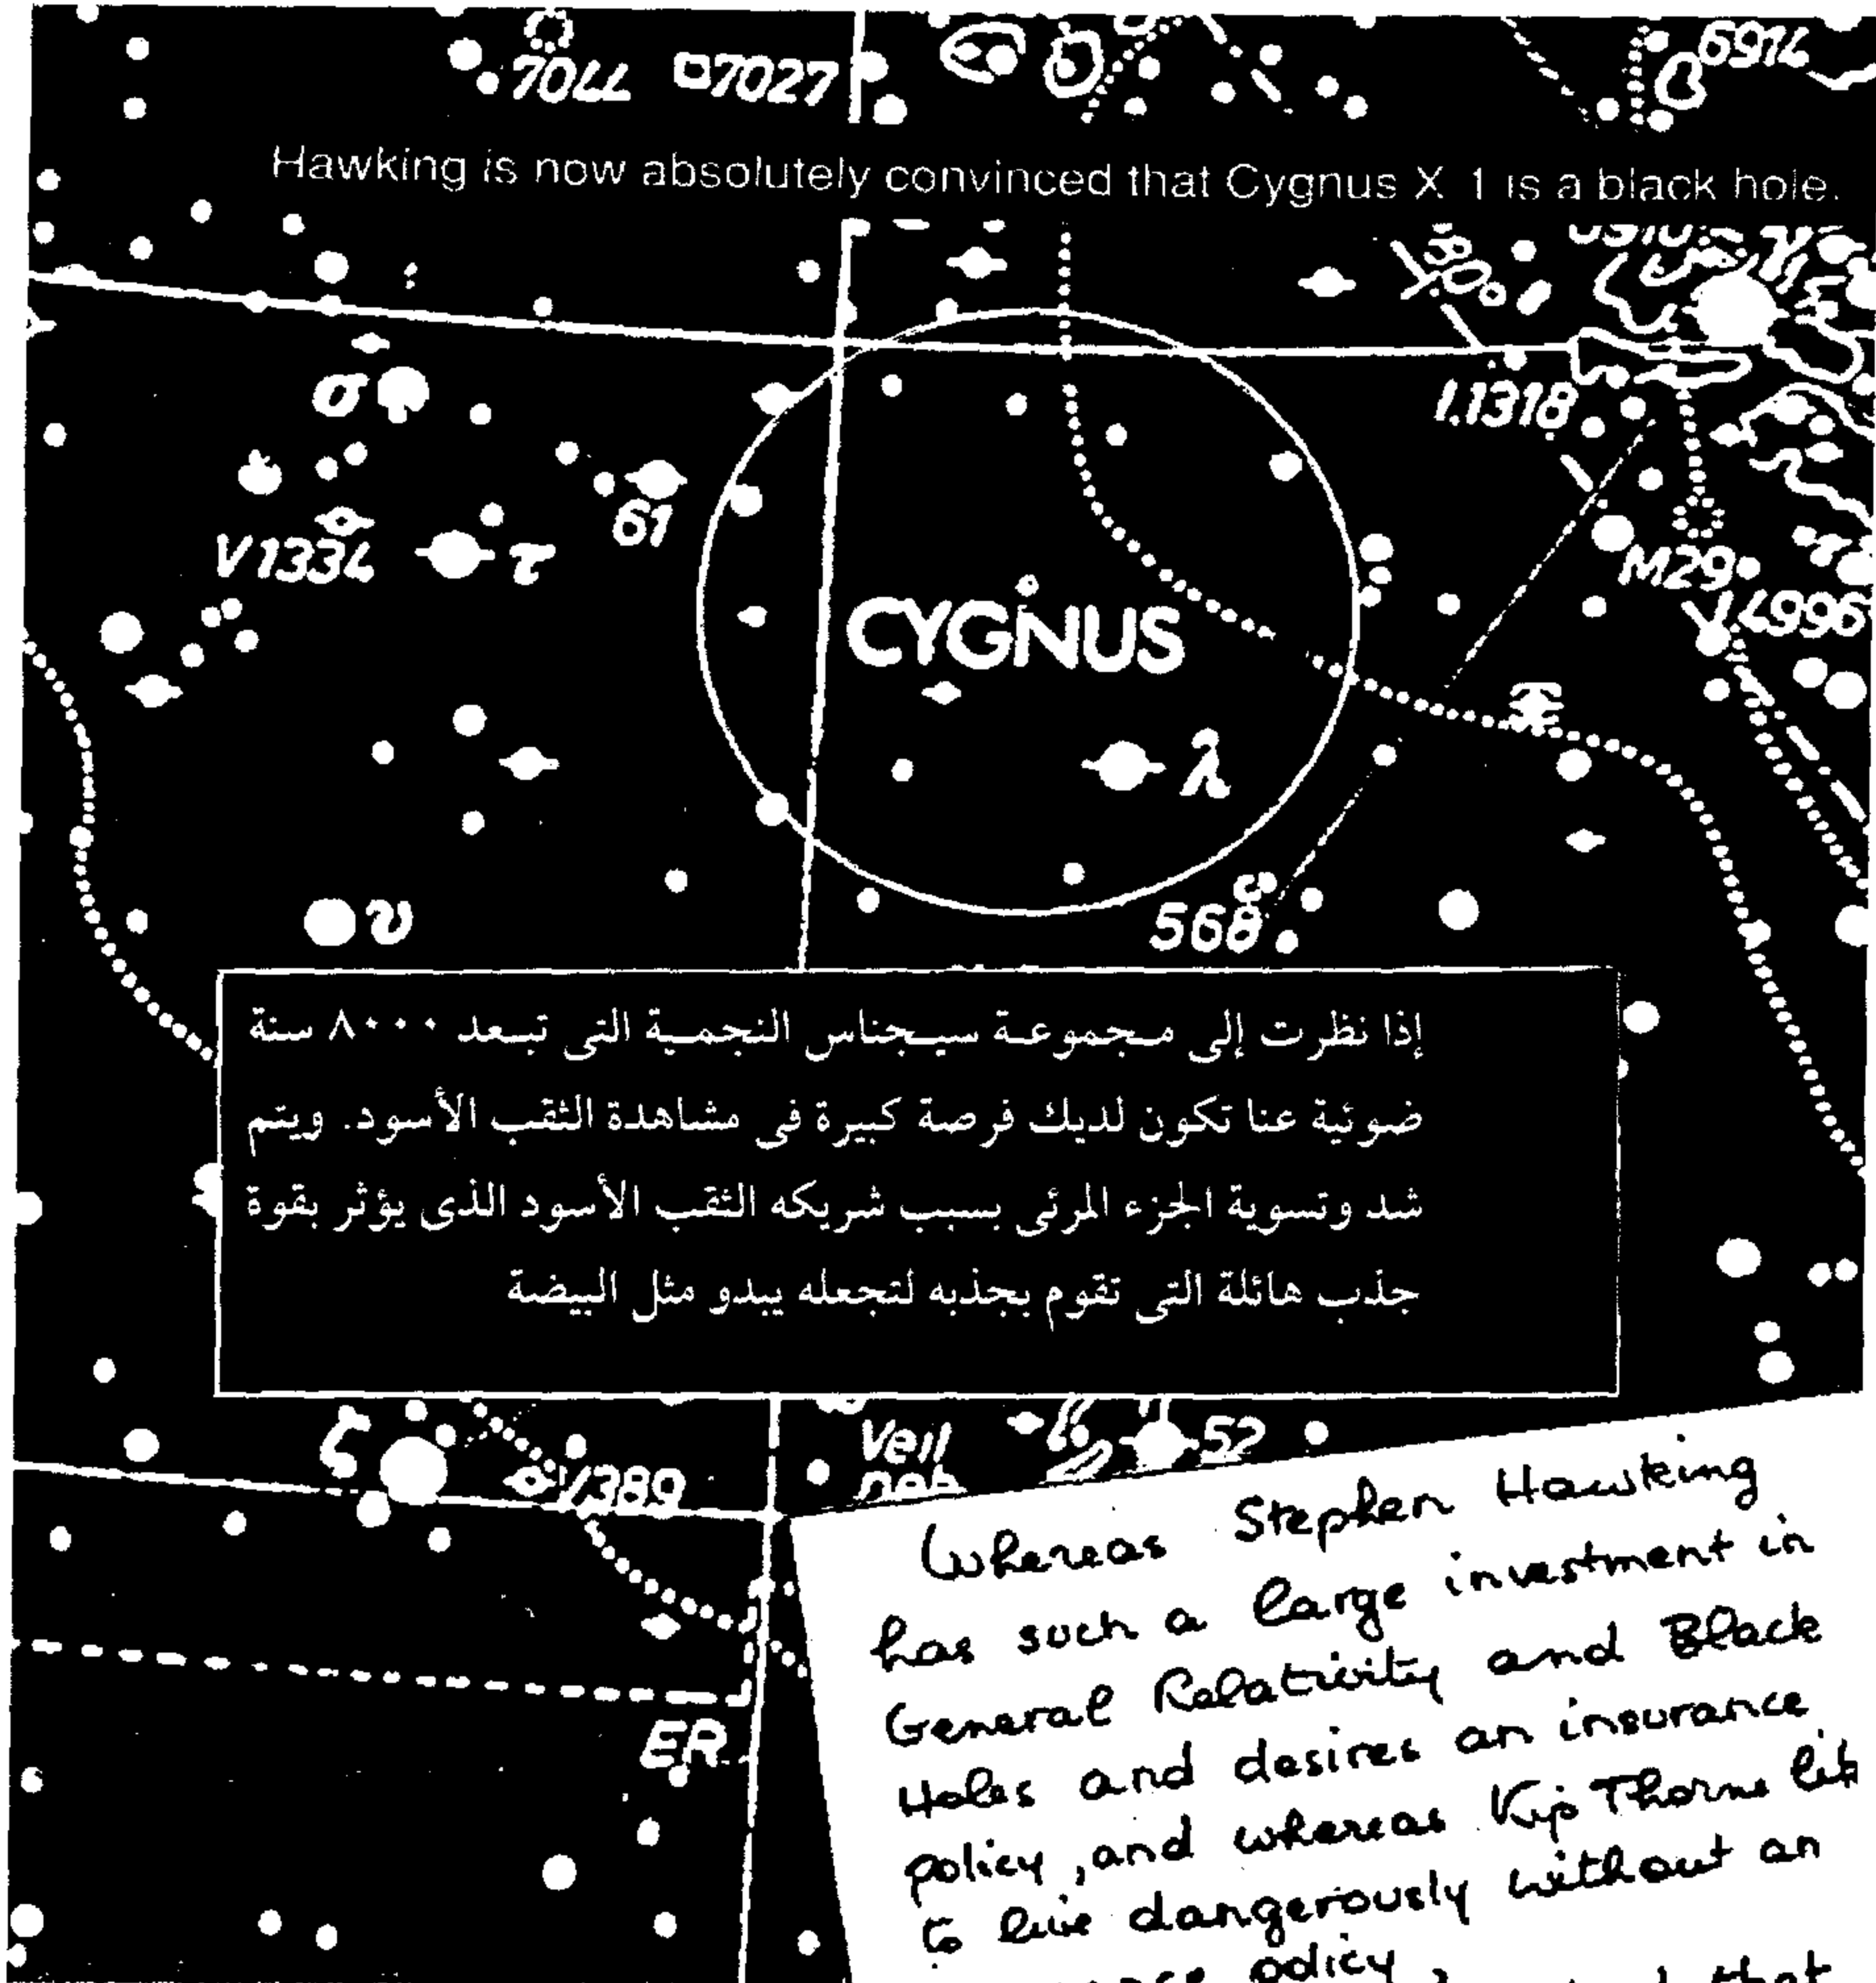 7027
Hawking is now absolutely convinced that Cygnus X 1 is a black hole.
σ
I.1318
61
V1334
τ
M29
4996
CYGNUS
λ
υ
568
إذا نظرت إلى مجموعة سيجناس النجمية التى تبعد ٨٠٠٠ سنة
ضوئية عنا تكون لديك فرصة كبيرة فى مشاهدة الثقب الأسود. ويتم
شد وتسوية الجزء المرئى بسبب شريكه الثقب الأسود الذى يؤثر بقوة
جذب هائلة التى تقوم بجذبه لتجعله يبدو مثل البيضة
ζ
V389
Veil
52
ER
Whereas Stephen Hawking
has such a large investment in
General Relativity and Black
Holes and desires an insurance
policy, and whereas Kip Thorne
to live dangerously without an
policy
that